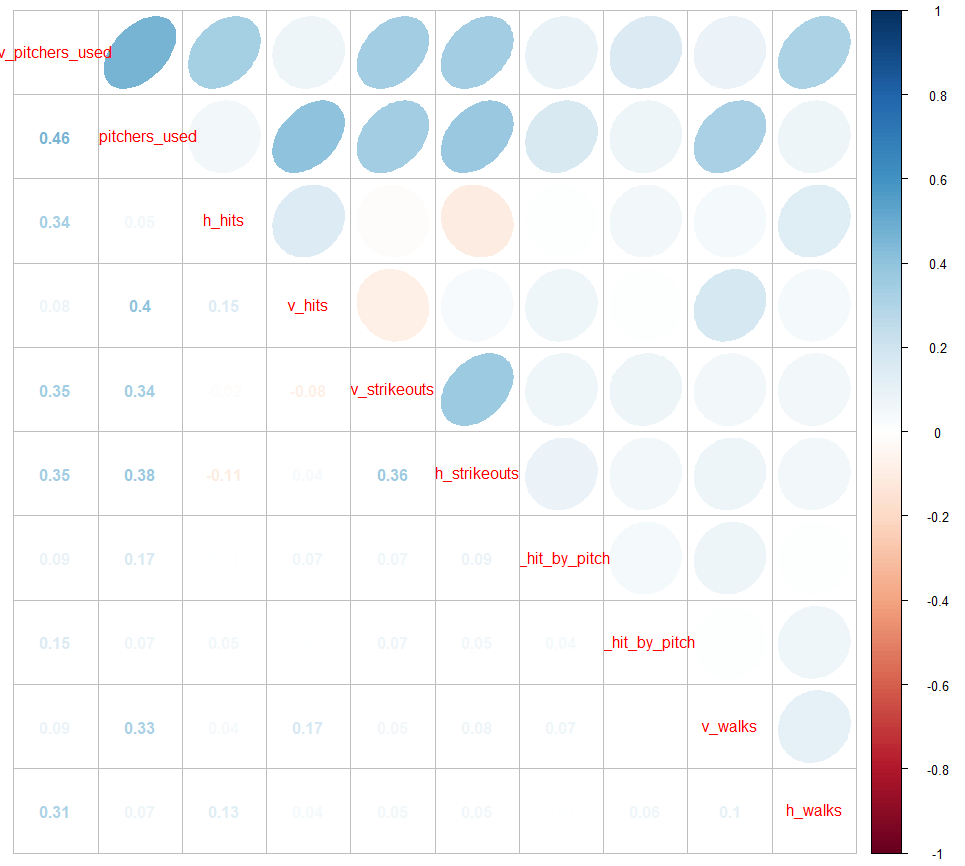 v_pitchers_used
0.46 pitchers_used
0.34 0.05 h_hits
0.08 0.4 0.15 v_hits
0.35 0.34 -0.08 v_strikeouts
0.35 0.38 -0.11 0.04 0.36 h_strikeouts
0.09 0.17 0.07 0.07 0.09 _hit_by_pitch
0.15 0.07 0.06 0.07 0.05 0.04 _hit_by_pitch
0.09 0.33 0.04 0.17 0.05 0.08 0.07 v_walks
0.31 0.07 0.13 0.04 0.05 0.05 0.06 0.1 h_walks
1
0.8
0.6
0.4
0.2
0
-0.2
-0.4
-0.6
-0.8
-1